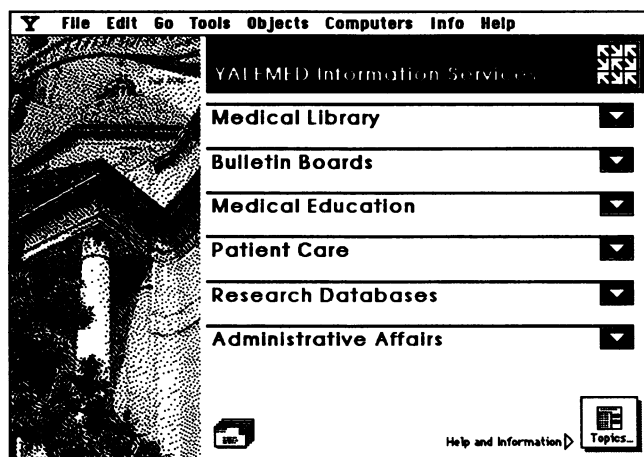 Y File Edit Go Tools Objects Computers Info Help
YALEMED Information Services
Medical Library
Bulletin Boards
Medical Education
Patient Care
Research Databases
Administrative Affairs
Help and Information
Topics...